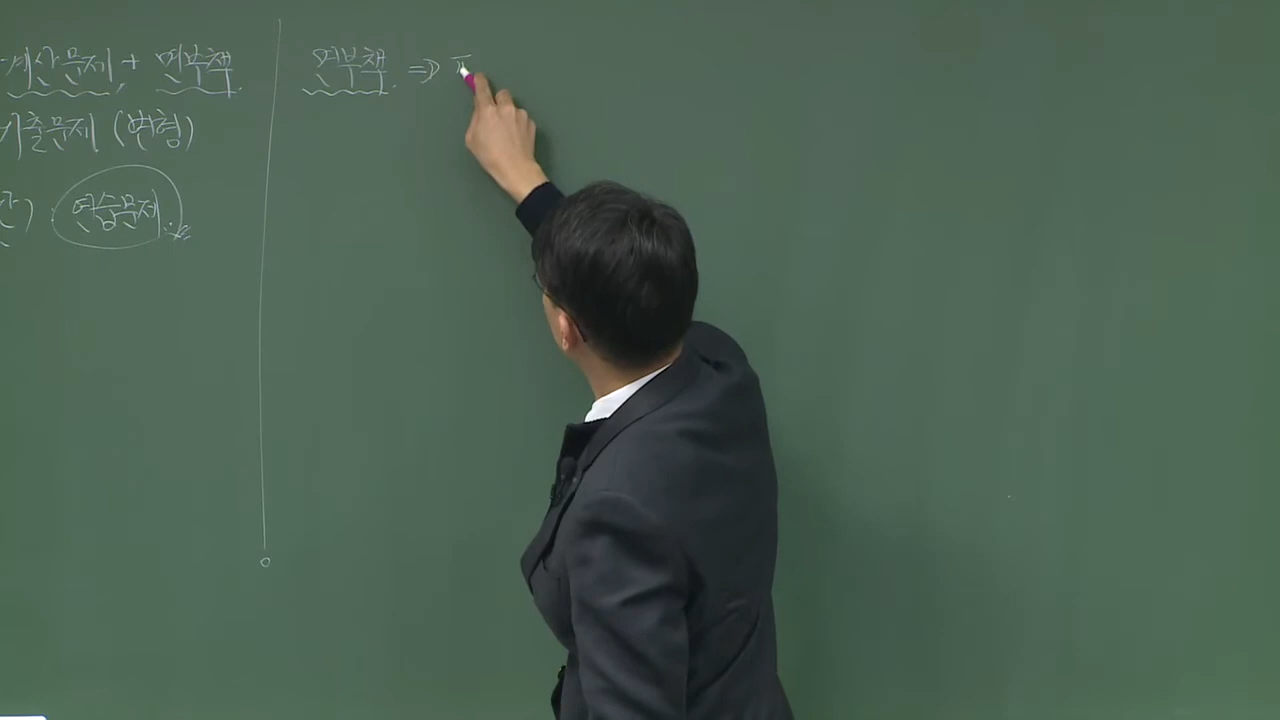 계산문제 + 면부책
기출문제 (변형)
안) 연습문제
면부책 ⇒